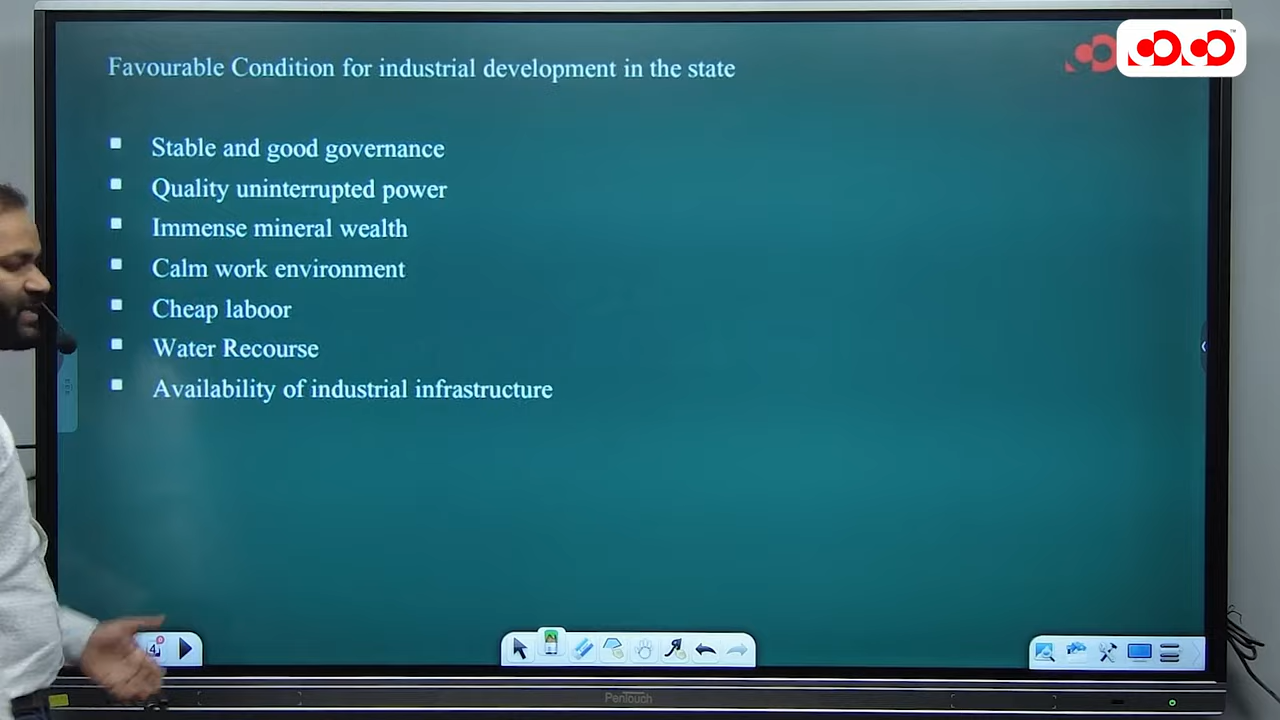 Favourable Condition for industrial development in the state
Stable and good governance
Quality uninterrupted power
Immense mineral wealth
Calm work environment
Cheap laboor
Water Recourse
Availability of industrial infrastructure
Pentouch